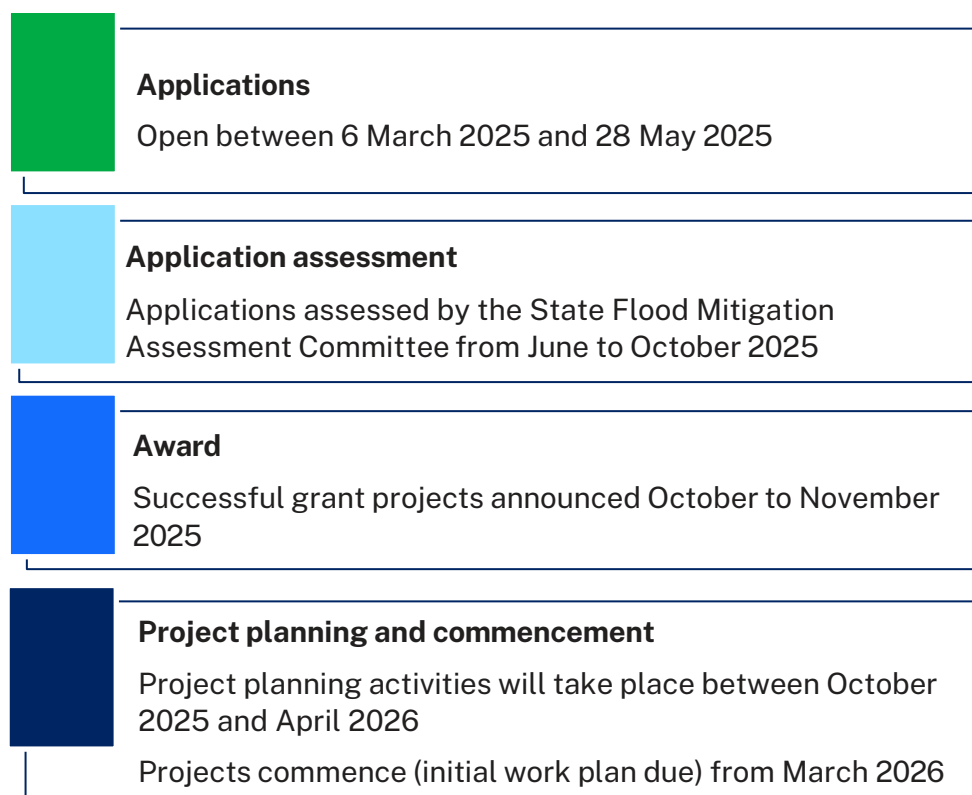 Applications
Open between 6 March 2025 and 28 May 2025
Application assessment
Applications assessed by the State Flood Mitigation
Assessment Committee from June to October 2025
Award
Successful grant projects announced October to November
2025
Project planning and commencement
Project planning activities will take place between October
2025 and April 2026
Projects commence (initial work plan due) from March 2026